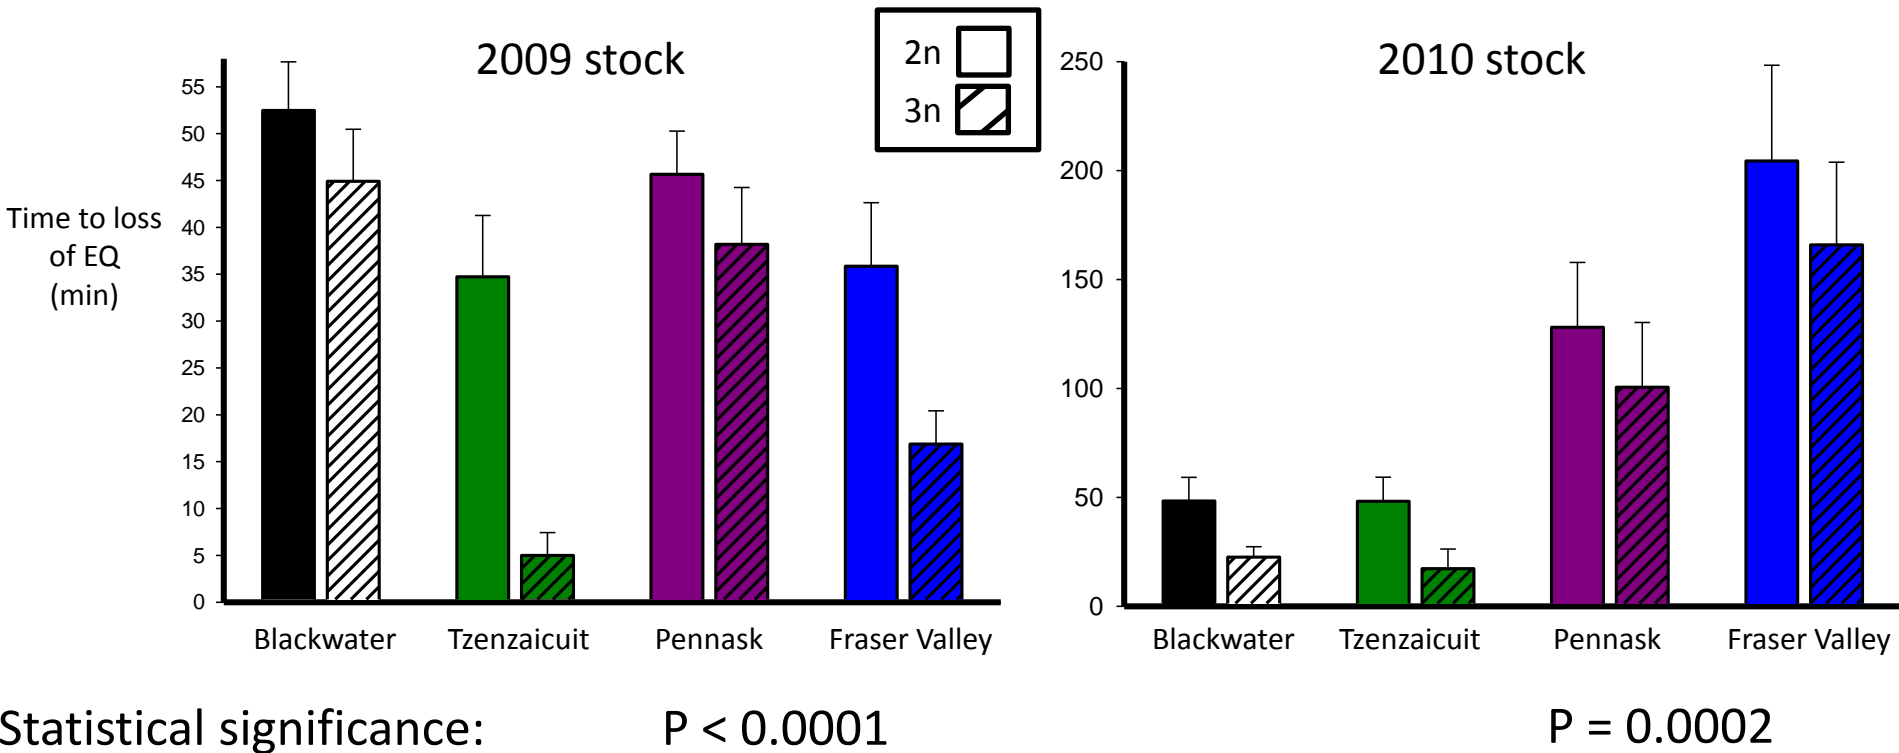 2009 stock
2n
3n
2010 stock
Time to loss
of EQ
(min)
55
50
45
40
35
30
25
20
15
10
5
0
Blackwater Tzenzaicuit Pennask Fraser Valley
250
200
150
100
50
0
Blackwater Tzenzaicuit Pennask Fraser Valley
Statistical significance: P < 0.0001 P = 0.0002